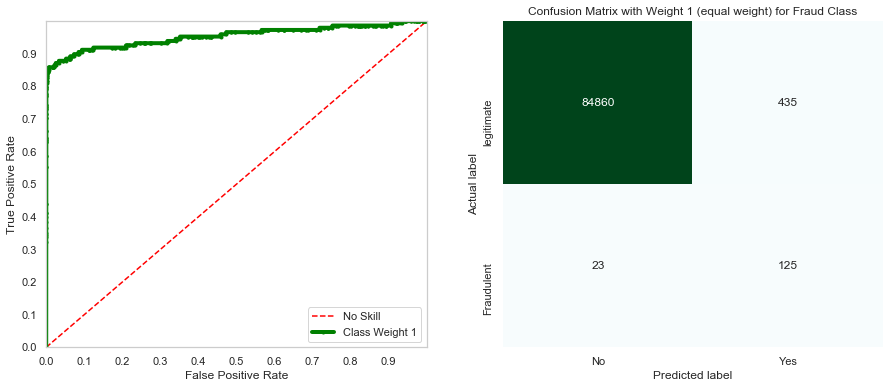 0.9
0.8
0.7
0.6
0.5
0.4
0.3
0.2
0.1
0.0
True Positive Rate
0.0 0.1 0.2 0.3 0.4 0.5 0.6 0.7 0.8 0.9
False Positive Rate
No Skill
Class Weight 1
Confusion Matrix with Weight 1 (equal weight) for Fraud Class
Actual label
legitimate
84860 435
Fraudulent
23 125
No Yes
Predicted label